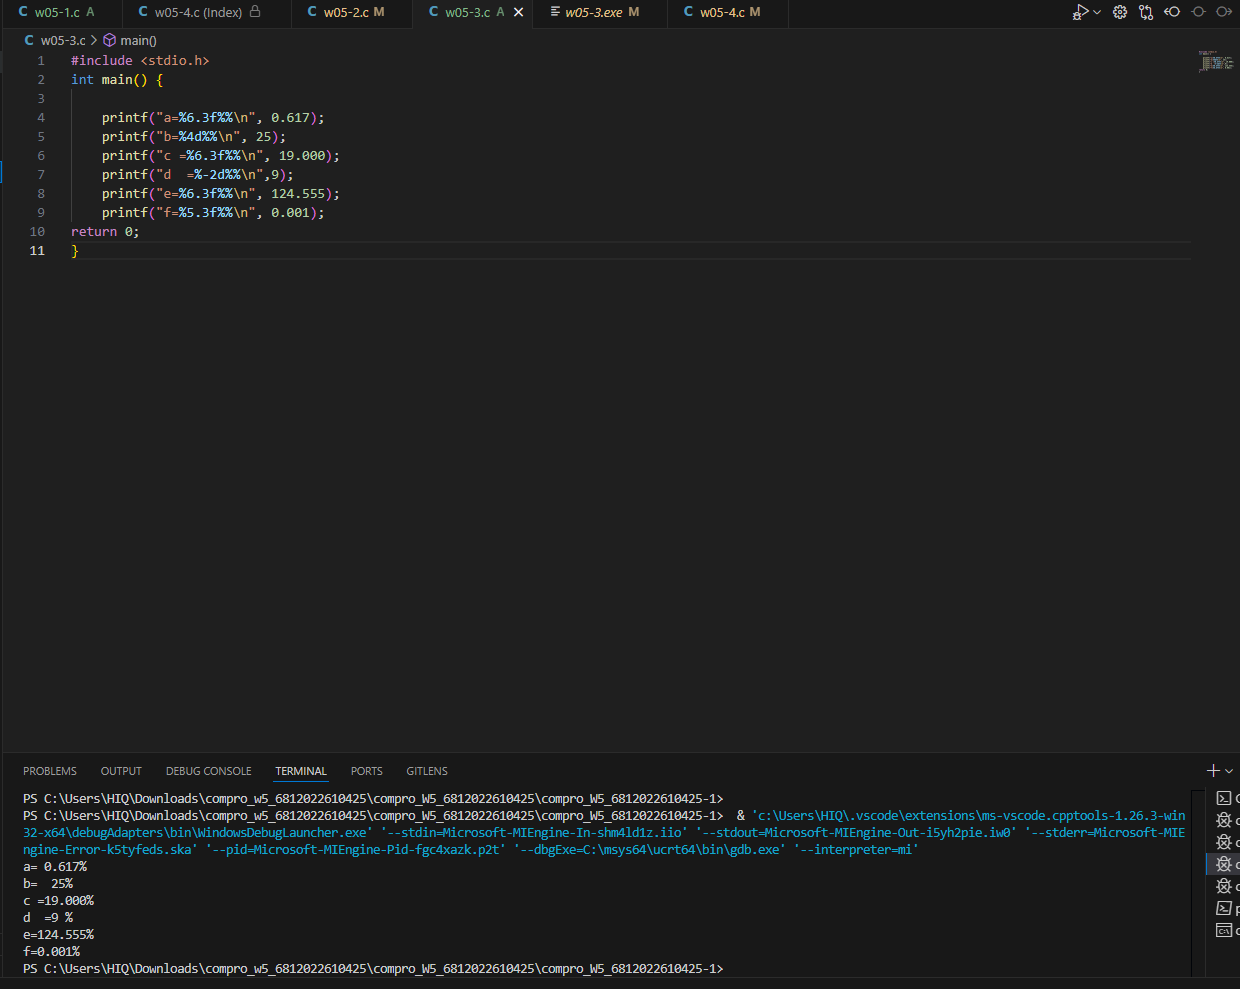 w05-1.c A
w05-4.c (Index)
w05-2.c M
w05-3.c A
w05-3.exe M
w05-4.c M
w05-3.c > main()
1 #include <stdio.h>
2 int main() {
3
4     printf("a=%6.3f%%\n", 0.617);
5     printf("b=%4d%%\n", 25);
6     printf("c =%6.3f%%\n", 19.000);
7     printf("d  =%-2d%%\n",9);
8     printf("e=%6.3f%%\n", 124.555);
9     printf("f=%5.3f%%\n", 0.001);
10 return 0;
11 }
PROBLEMS OUTPUT DEBUG CONSOLE TERMINAL PORTS GITLENS
PS C:\Users\HIQ\Downloads\compro_w5_6812022610425\compro_W5_6812022610425\compro_W5_6812022610425-1>
PS C:\Users\HIQ\Downloads\compro_w5_6812022610425\compro_W5_6812022610425\compro_W5_6812022610425-1>  & 'c:\Users\HIQ\.vscode\extensions\ms-vscode.cpptools-1.26.3-win
32-x64\debugAdapters\bin\WindowsDebugLauncher.exe' '--stdin=Microsoft-MIEngine-In-shm4ld1z.iio' '--stdout=Microsoft-MIEngine-Out-i5yh2pie.iw0' '--stderr=Microsoft-MIE
ngine-Error-k5tyfeds.ska' '--pid=Microsoft-MIEngine-Pid-fgc4xazk.p2t' '--dbgExe=C:\msys64\ucrt64\bin\gdb.exe' '--interpreter=mi'
a= 0.617%
b=  25%
c =19.000%
d  =9 %
e=124.555%
f=0.001%
PS C:\Users\HIQ\Downloads\compro_w5_6812022610425\compro_W5_6812022610425\compro_W5_6812022610425-1>